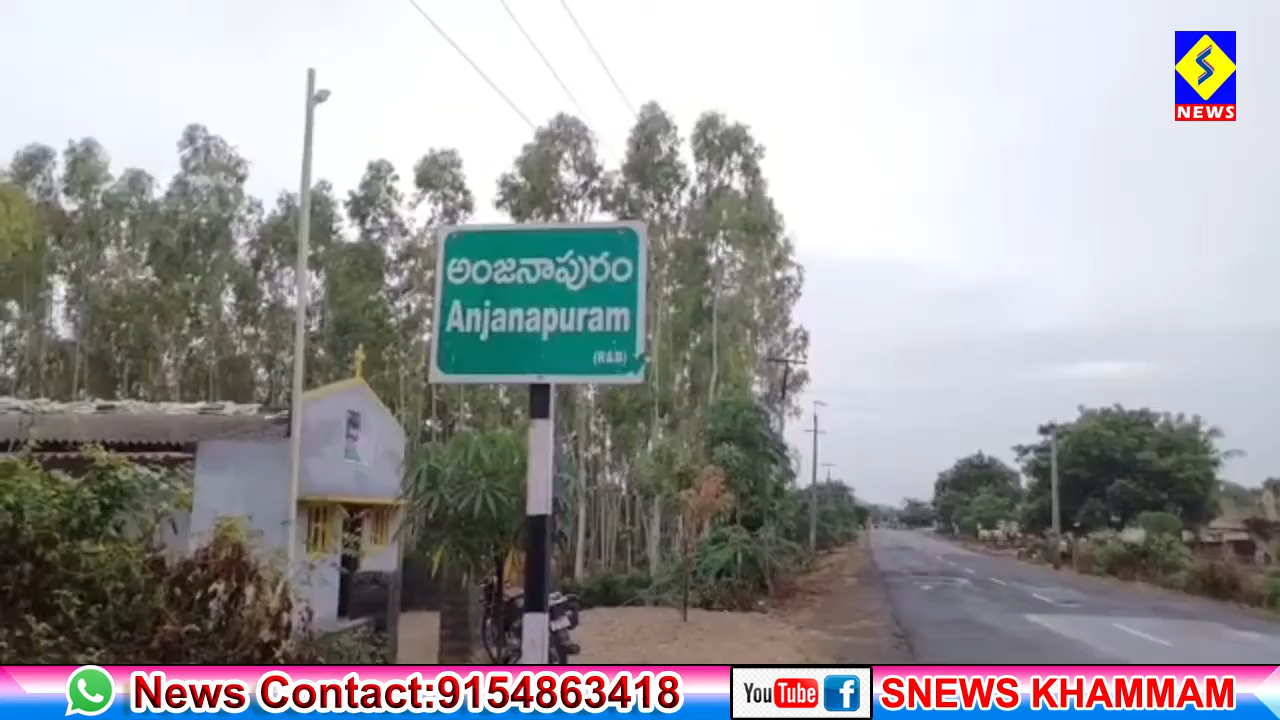 NEWS
అంజనాపురం
Anjanapuram
(R&B)
News Contact:9154863418
YouTube f
SNEWS KHAMMAM